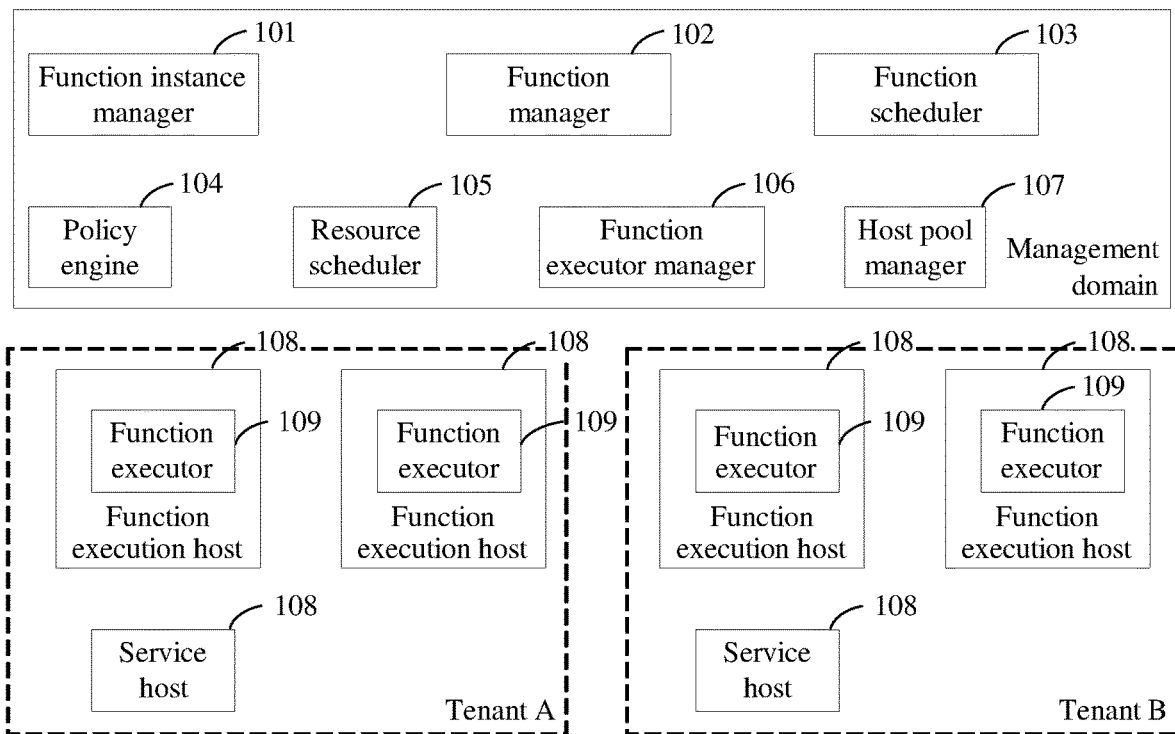 101
102
103
Function instance
manager
Function
manager
Function
scheduler
104
105
106
107
Policy
engine
Resource
scheduler
Function
executor manager
Host pool
manager
Management
domain
108
108
108
108
109
109
109
109
Function
executor
Function
executor
Function
executor
Function
executor
Function
execution host
Function
execution host
Function
execution host
Function
execution host
108
108
Service
host
Service
host
Tenant A
Tenant B